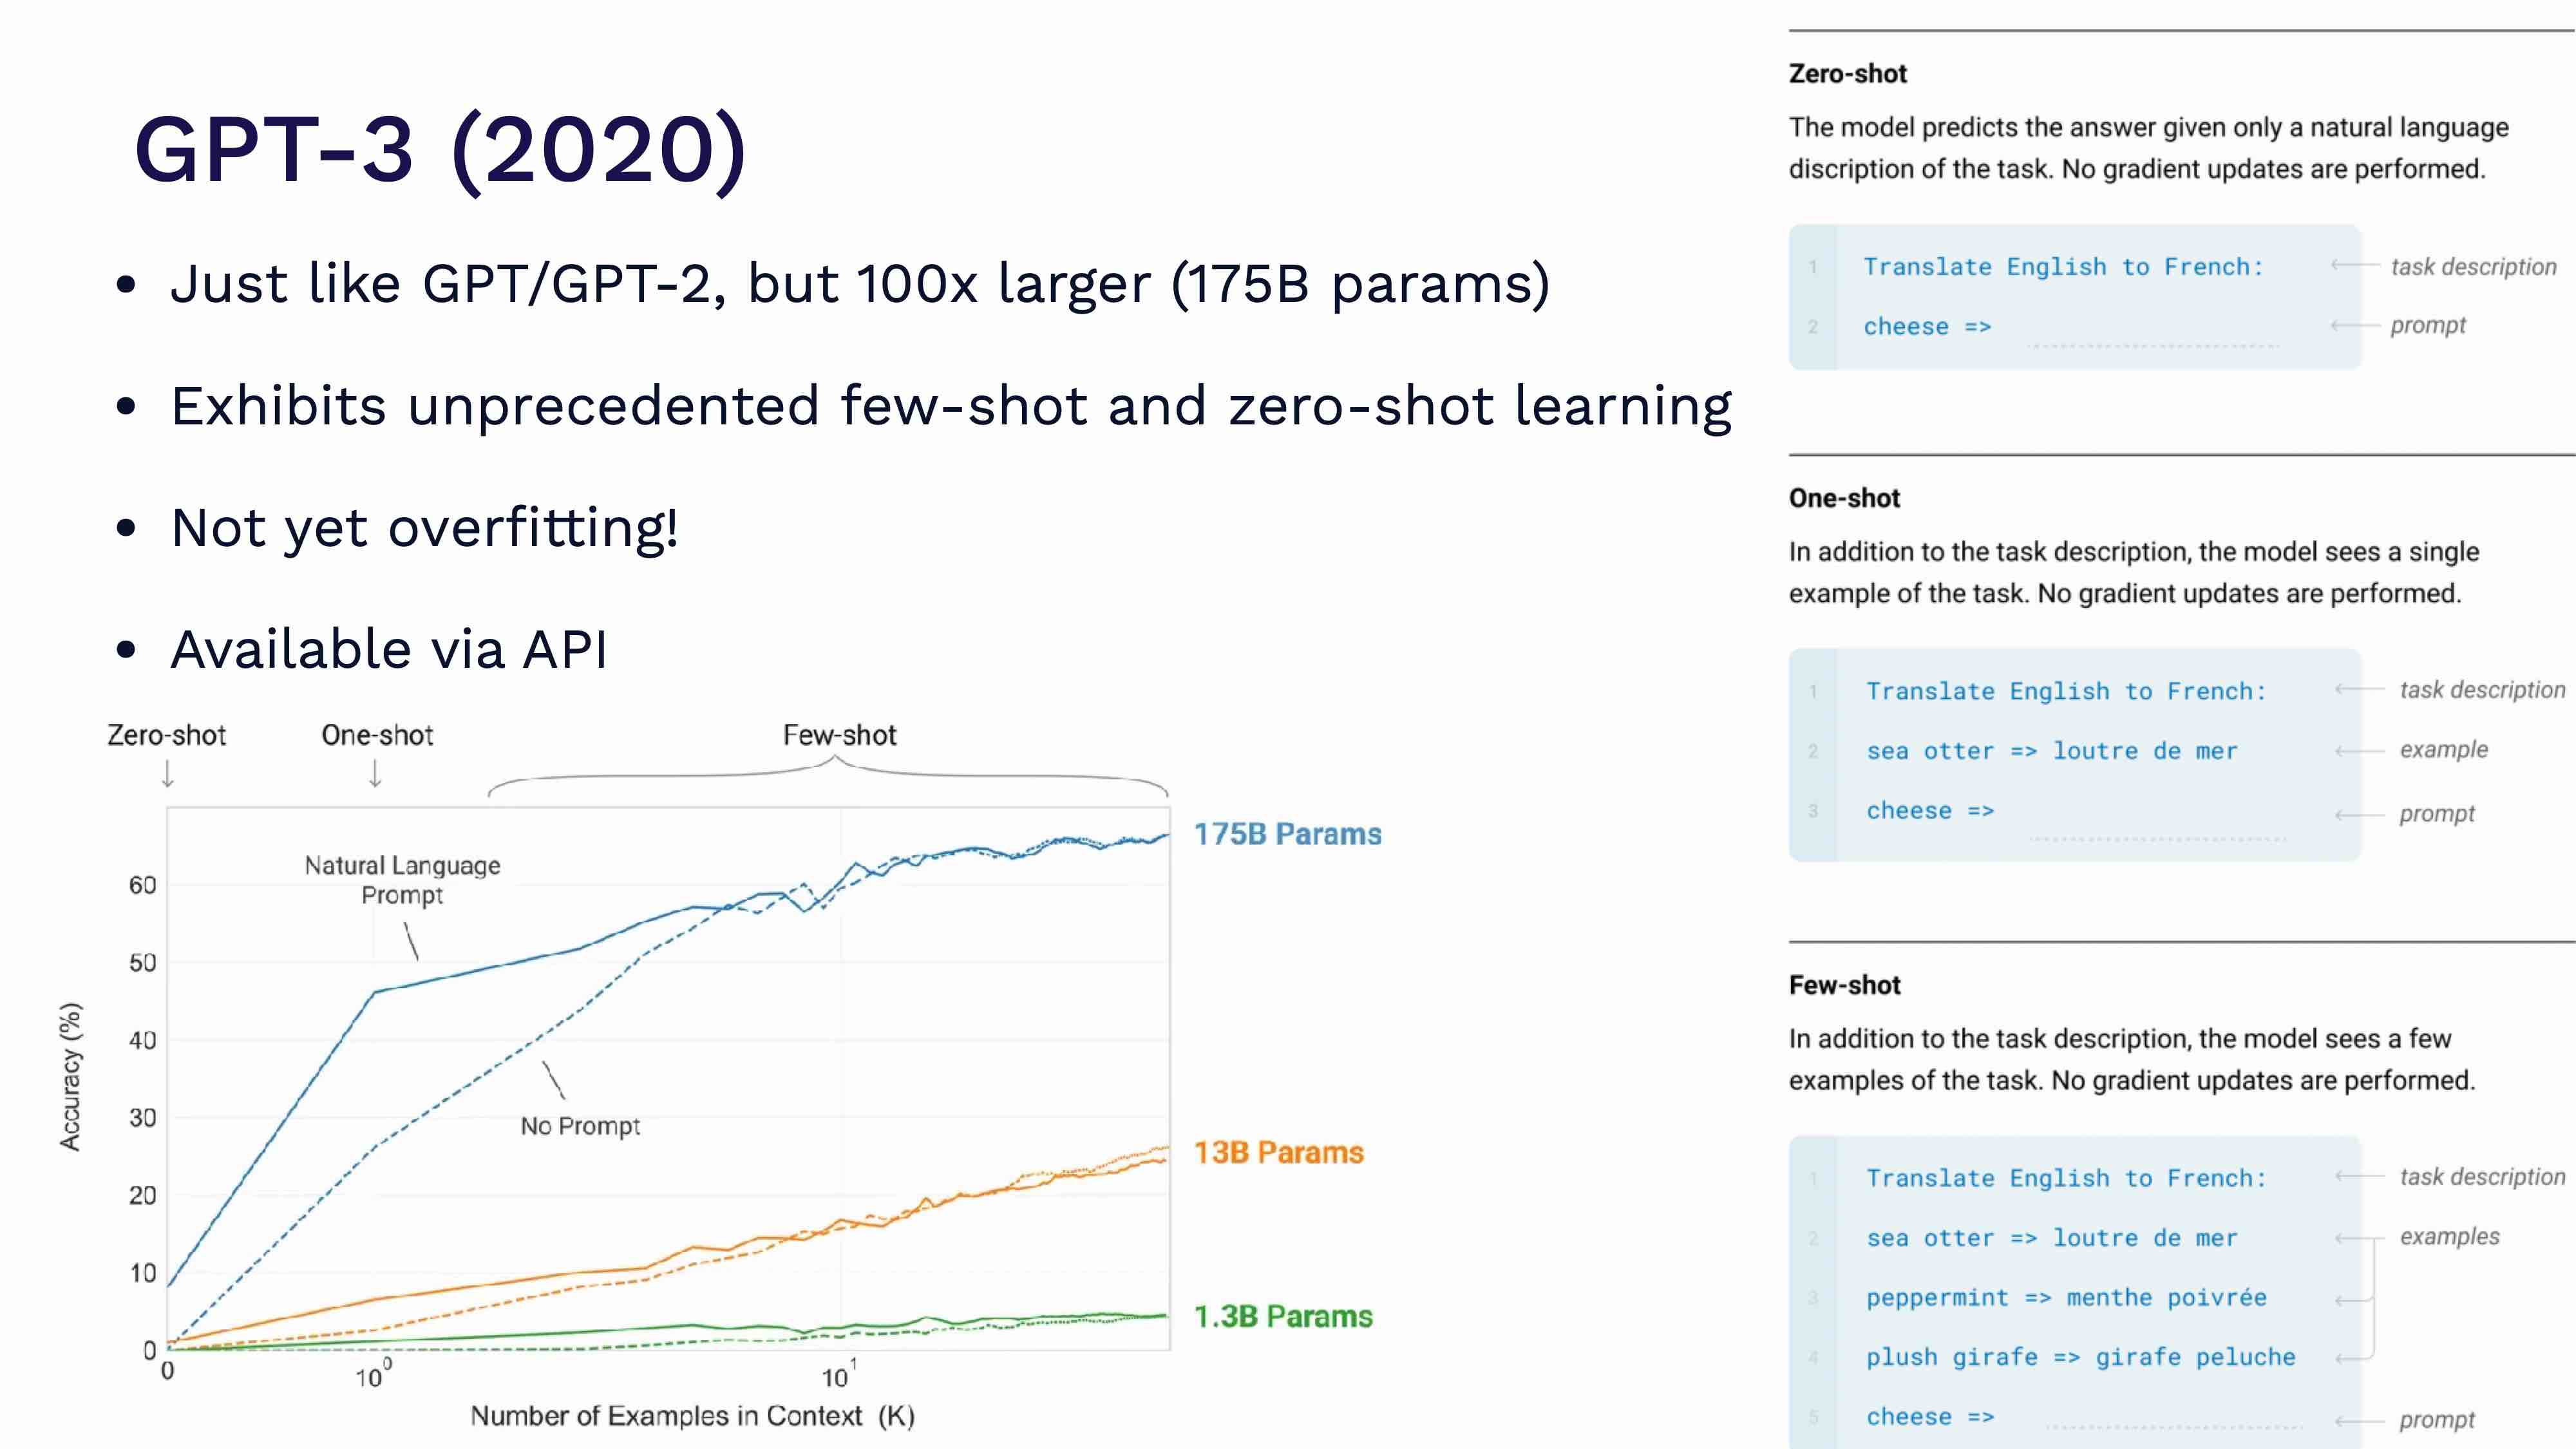 GPT-3 (2020)
• Just like GPT/GPT-2, but 100x larger (175B params)
• Exhibits unprecedented few-shot and zero-shot learning
• Not yet overfitting!
• Available via API
Zero-shot
One-shot
Few-shot
175B Params
Natural Language
Prompt
60
50
40
30
20
10
0
Accuracy (%)
No Prompt
13B Params
1.3B Params
0
10⁰
10¹
Number of Examples in Context (K)
Zero-shot
The model predicts the answer given only a natural language
discription of the task. No gradient updates are performed.
1 Translate English to French: task description
2 cheese => prompt
One-shot
In addition to the task description, the model sees a single
example of the task. No gradient updates are performed.
1 Translate English to French: task description
2 sea otter => loutre de mer example
3 cheese => prompt
Few-shot
In addition to the task description, the model sees a few
examples of the task. No gradient updates are performed.
1 Translate English to French: task description
2 sea otter => loutre de mer examples
3 peppermint => menthe poivrée
4 plush girafe => girafe peluche
5 cheese => prompt